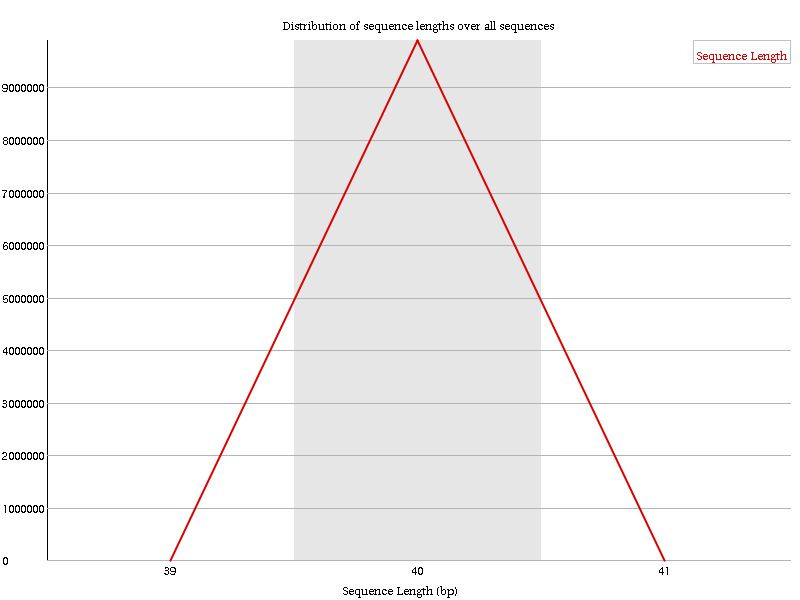 Distribution of sequence lengths over all sequences
Sequence Length
9000000
8000000
7000000
6000000
5000000
4000000
3000000
2000000
1000000
0
39 40 41
Sequence Length (bp)